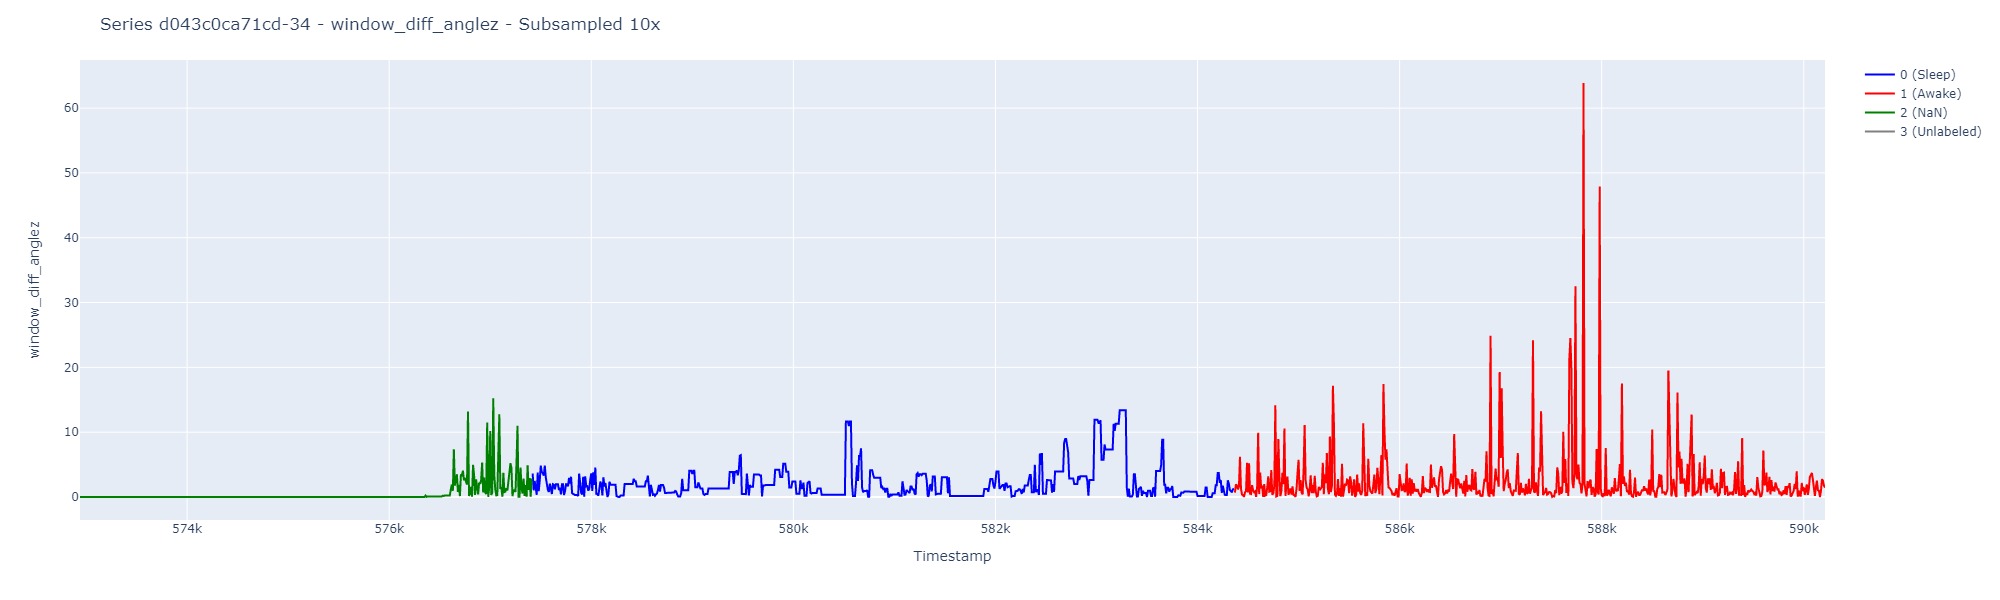 Series d043c0ca71cd-34 - window_diff_anglez - Subsampled 10x
0 (Sleep)
1 (Awake)
2 (NaN)
3 (Unlabeled)
window_diff_anglez
60
50
40
30
20
10
0
574k 576k 578k 580k 582k 584k 586k 588k 590k
Timestamp